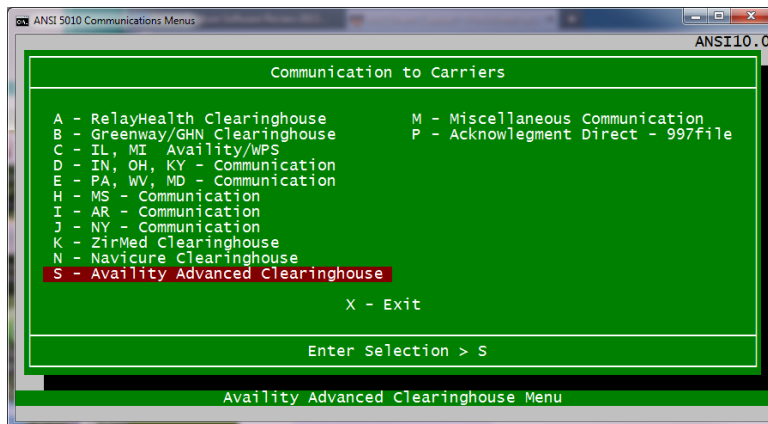 ANSI 5010 Communications Menus
ANSI10.0
Communication to Carriers
A - RelayHealth Clearinghouse
B - Greenway/GHN Clearinghouse
C - IL, MI  Availity/WPS
D - IN, OH, KY - Communication
E - PA, WV, MD - Communication
H - MS - Communication
I - AR - Communication
J - NY - Communication
K - ZirMed Clearinghouse
N - Navicure Clearinghouse
S - Availity Advanced Clearinghouse
M - Miscellaneous Communication
P - Acknowlegment Direct - 997file
X - Exit
Enter Selection > S
Availity Advanced Clearinghouse Menu